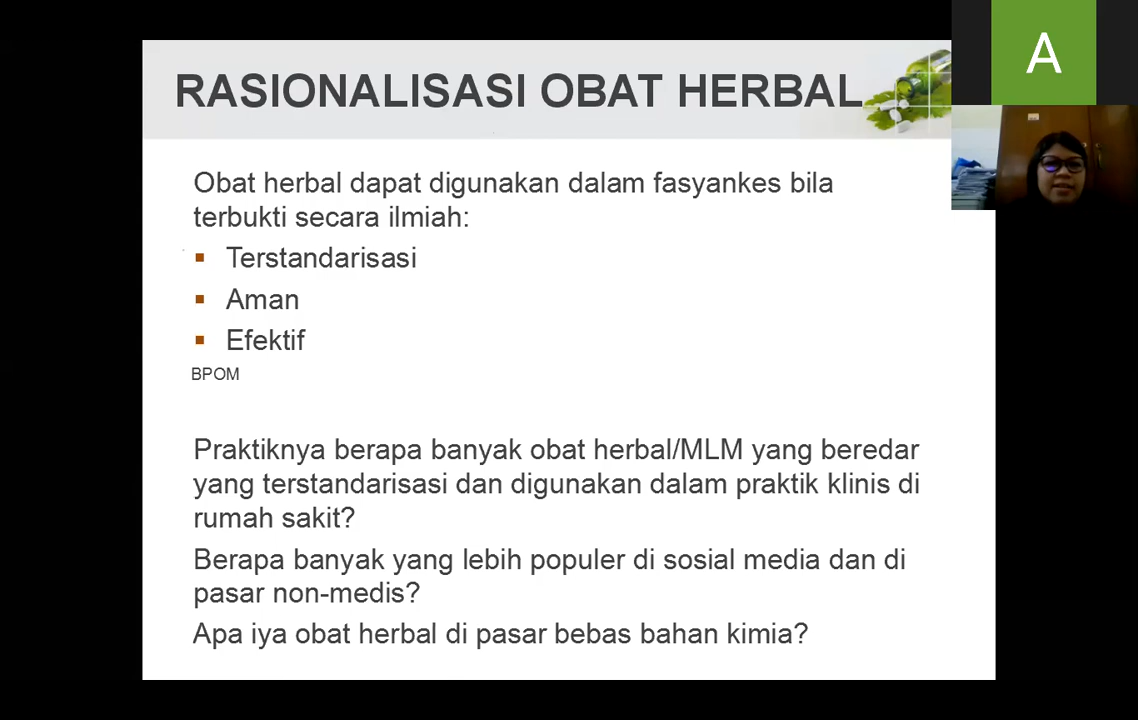 RASIONALISASI OBAT HERBAL
A
Obat herbal dapat digunakan dalam fasyankes bila
terbukti secara ilmiah:
▪ Terstandarisasi
▪ Aman
▪ Efektif
BPOM
Praktiknya berapa banyak obat herbal/MLM yang beredar
yang terstandarisasi dan digunakan dalam praktik klinis di
rumah sakit?
Berapa banyak yang lebih populer di sosial media dan di
pasar non-medis?
Apa iya obat herbal di pasar bebas bahan kimia?